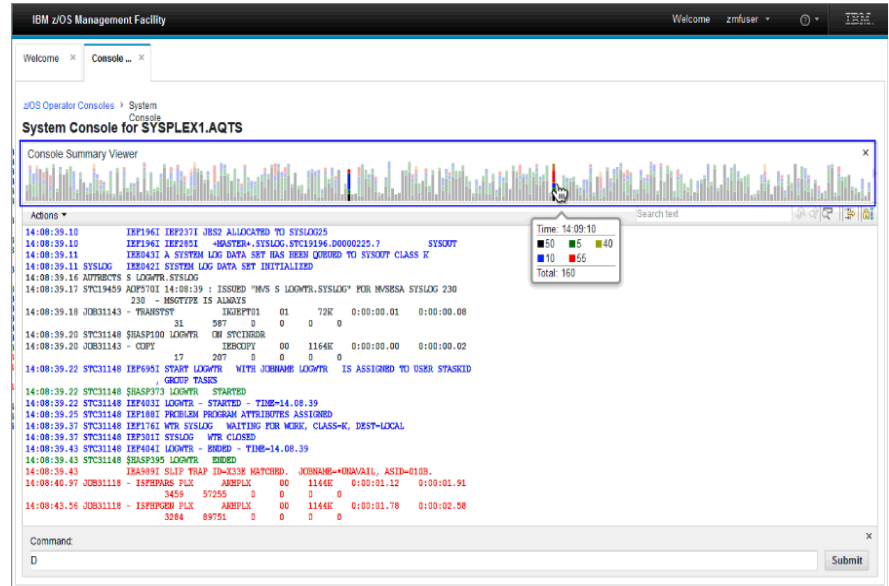 IBM z/OS Management Facility Welcome zmfuser IBM.
Welcome × Console ... ×
z/OS Operator Consoles System Console
System Console for SYSPLEX1.AQTS
Console Summary Viewer ×
Actions Search text
Time: 14:09:10
50 5 40
10 55
Total: 160
14:08:39.10 IEF196I IEF237I JES2 ALLOCATED TO SYSLOG25
14:08:39.10 IEF196I IEF285I +MASTER+.SYSLOG.STC19196.D0000225.? SYSOUT
14:08:39.11 IEE043I A SYSTEM LOG DATA SET HAS BEEN QUEUED TO SYSOUT CLASS K
14:08:39.11 SYSLOG IEE042I SYSTEM LOG DATA SET INITIALIZED
14:08:39.16 AUTRECTS S LOGWTR.SYSLOG
14:08:39.17 STC19459 AOF570I 14:08:39 : ISSUED "MVS S LOGWTR.SYSLOG" FOR MVSESA SYSLOG 230
230 - MSGTYPE IS ALWAYS
14:08:39.18 JOB31143 - TRANSTST IKJEFT01 01 72K 0:00:00.01 0:00:00.08
31 587 0 0 0 0
14:08:39.20 STC31148 $HASP100 LOGWTR ON STCINRDR
14:08:39.20 JOB31143 - COPY IEBCOPY 00 1164K 0:00:00.00 0:00:00.02
17 207 0 0 0 0
14:08:39.22 STC31148 IEF695I START LOGWTR WITH JOBNAME LOGWTR IS ASSIGNED TO USER STASKID
, GROUP TASKS
14:08:39.22 STC31148 $HASP373 LOGWTR STARTED
14:08:39.22 STC31148 IEF403I LOGWTR - STARTED - TIME=14.08.39
14:08:39.25 STC31148 IEF188I PROBLEM PROGRAM ATTRIBUTES ASSIGNED
14:08:39.37 STC31148 IEF176I WTR SYSLOG WAITING FOR WORK, CLASS=K, DEST=LOCAL
14:08:39.37 STC31148 IEF301I SYSLOG WTR CLOSED
14:08:39.43 STC31148 IEF404I LOGWTR - ENDED - TIME=14.08.39
14:08:39.43 STC31148 $HASP395 LOGWTR ENDED
14:08:39.43 IEA989I SLIP TRAP ID=X33E MATCHED. JOBNAME=*UNAVAIL, ASID=010B.
14:08:40.97 JOB31118 - ISFHPARS PLX AKHPLX 00 1144K 0:00:01.12 0:00:01.91
3459 57255 0 0 0 0
14:08:43.56 JOB31118 - ISFHPGEN PLX AKHPLX 00 1144K 0:00:01.78 0:00:02.58
3284 89751 0 0 0 0
Command: ×
D Submit